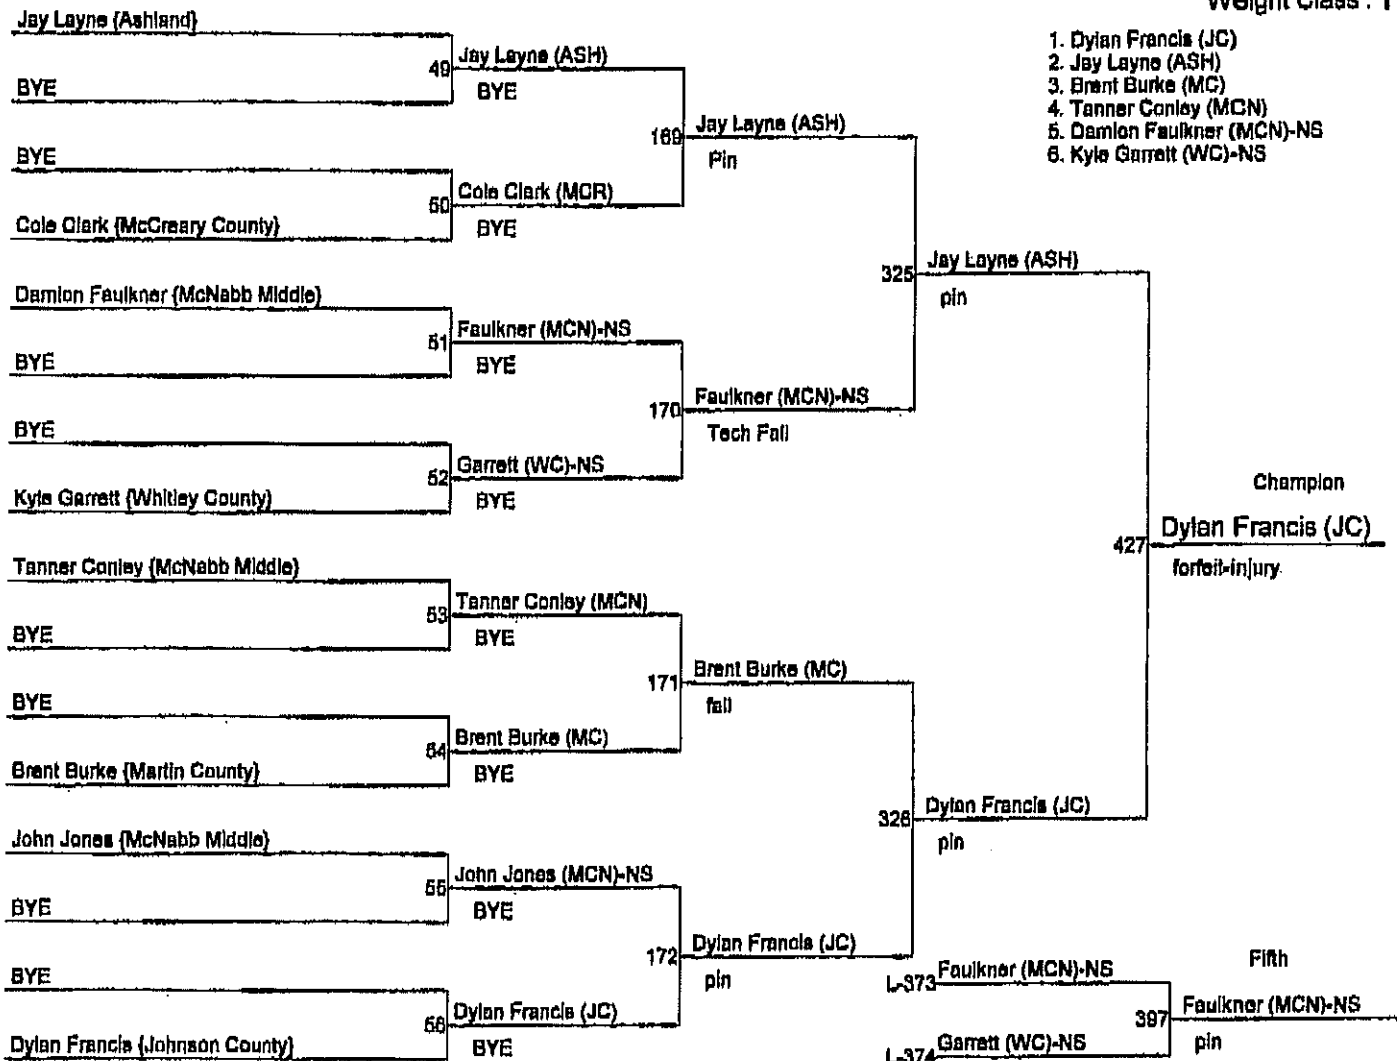 Weight Class :
1. Dylan Francis (JC)
2. Jay Layne (ASH)
3. Brent Burke (MC)
4. Tanner Conley (MCN)
5. Damion Faulkner (MCN)-NS
6. Kyle Garrett (WC)-NS
Jay Layne {Ashland}
49 Jay Layne (ASH)
BYE
BYE
169 Jay Layne (ASH)
Pin
BYE
50 Cole Clark (MCR)
BYE
Cole Clark {McCreary County}
325 Jay Layne (ASH)
pin
Damion Faulkner {McNabb Middle}
51 Faulkner (MCN)-NS
BYE
BYE
170 Faulkner (MCN)-NS
Tech Fall
BYE
52 Garrett (WC)-NS
BYE
Kyle Garrett {Whitley County}
Champion
427 Dylan Francis (JC)
forfeit-injury
Tanner Conley {McNabb Middle}
53 Tanner Conley (MCN)
BYE
BYE
171 Brent Burke (MC)
fall
BYE
54 Brent Burke (MC)
BYE
Brent Burke {Martin County}
326 Dylan Francis (JC)
pin
John Jones {McNabb Middle}
55 John Jones (MCN)-NS
BYE
BYE
172 Dylan Francis (JC)
pin
BYE
56 Dylan Francis (JC)
BYE
Dylan Francis {Johnson County}
Fifth
L-373 Faulkner (MCN)-NS
397 Faulkner (MCN)-NS
pin
L-374 Garrett (WC)-NS